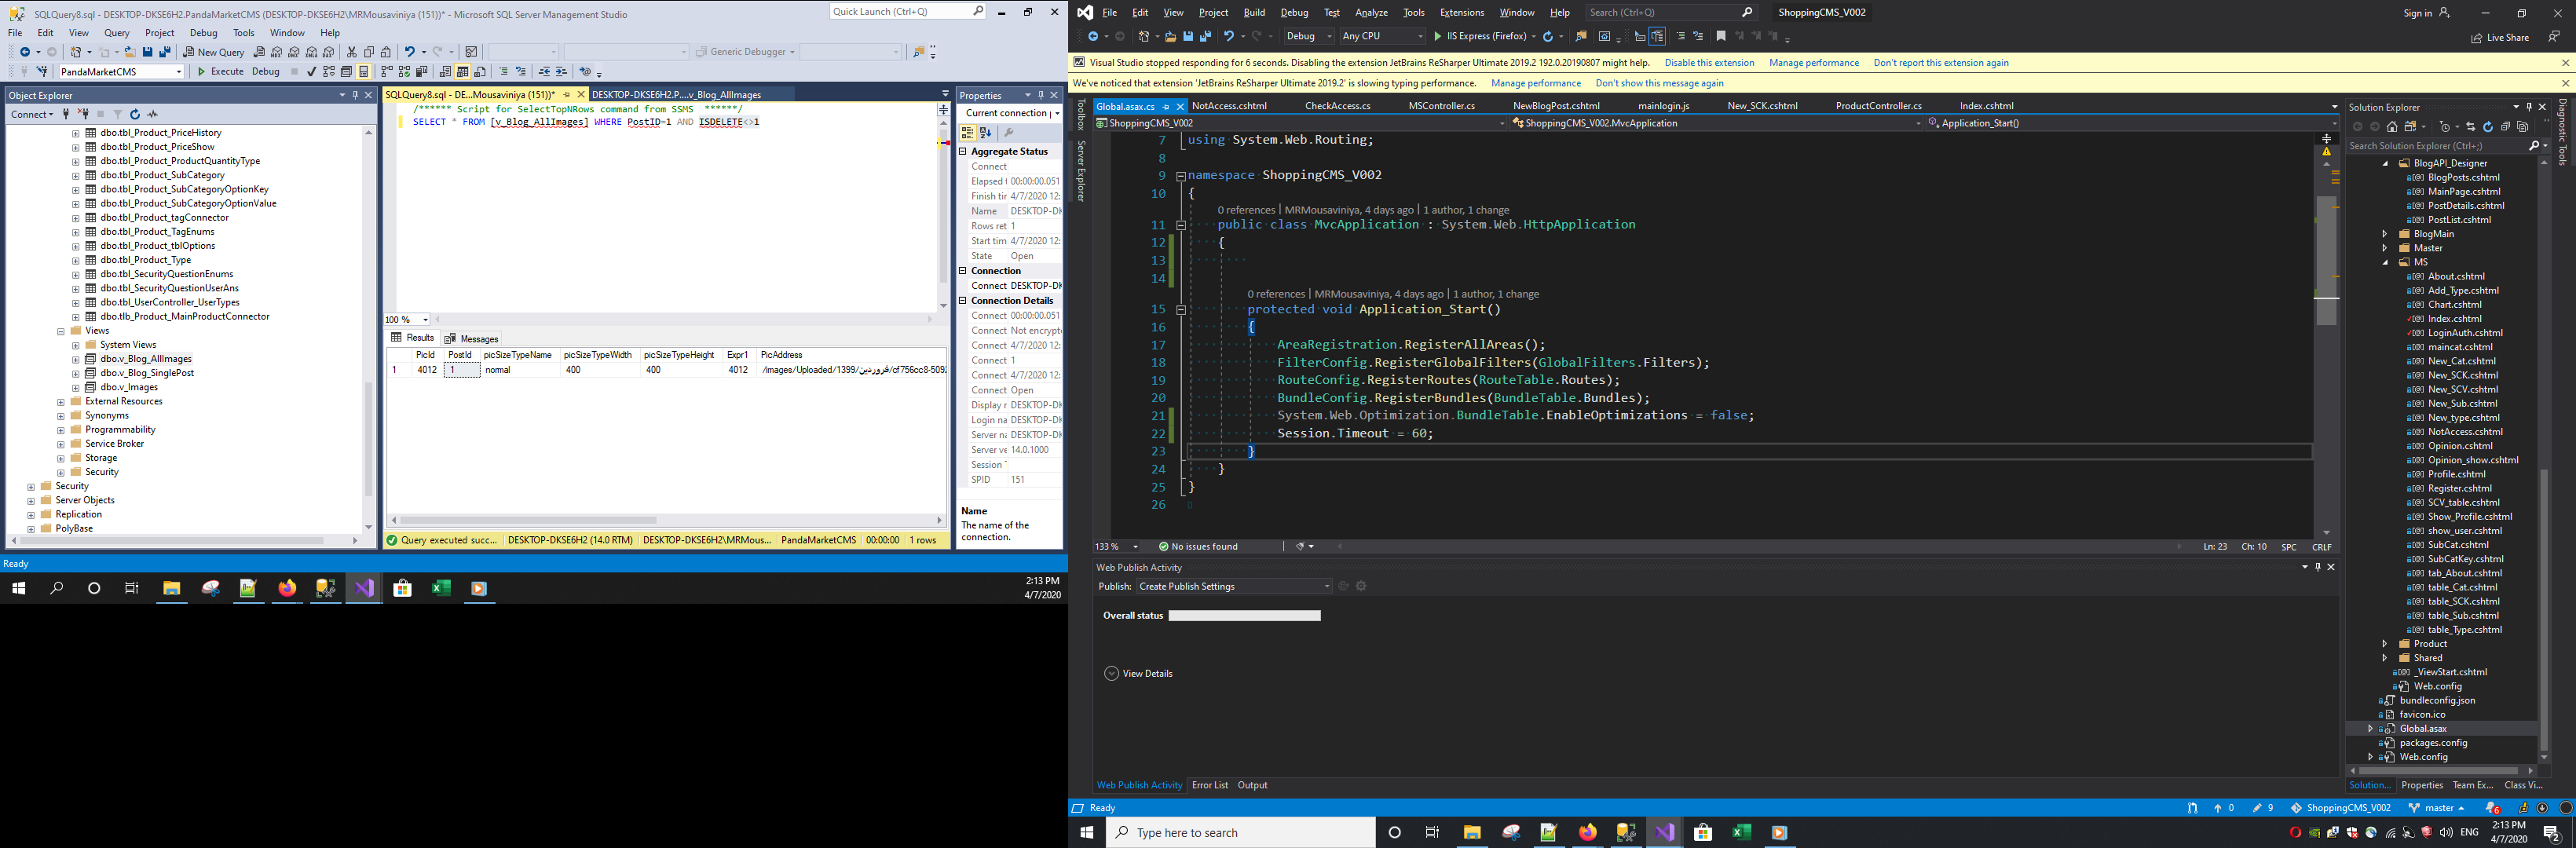 SQLQuery8.sql - DESKTOP-DKSE6H2.PandaMarketCMS (DESKTOP-DKSE6H2\MRMousaviniya (151))* - Microsoft SQL Server Management Studio
Quick Launch (Ctrl+Q)
File Edit View Query Project Debug Tools Window Help
New Query
Generic Debugger
PandaMarketCMS
Execute Debug
Object Explorer
Connect
dbo.tbl_Product_PriceHistory
dbo.tbl_Product_PriceShow
dbo.tbl_Product_ProductQuantityType
dbo.tbl_Product_SubCategory
dbo.tbl_Product_SubCategoryOptionKey
dbo.tbl_Product_SubCategoryOptionValue
dbo.tbl_Product_tagConnector
dbo.tbl_Product_TagEnums
dbo.tbl_Product_tblOptions
dbo.tbl_Product_Type
dbo.tbl_SecurityQuestionEnums
dbo.tbl_SecurityQuestionUserAns
dbo.tbl_UserController_UserTypes
dbo.tlb_Product_MainProductConnector
Views
System Views
dbo.v_Blog_AllImages
dbo.v_Blog_SinglePost
dbo.v_Images
External Resources
Synonyms
Programmability
Service Broker
Storage
Security
Security
Server Objects
Replication
PolyBase
SQLQuery8.sql - DE...Mousaviniya (151))*
DESKTOP-DKSE6H2.P....v_Blog_AllImages
/****** Script for SelectTopNRows command from SSMS ******/
SELECT * FROM [v_Blog_AllImages] WHERE PostID=1 AND ISDELETE<>1
100 %
Results Messages
PicId PostId picSizeTypeName picSizeTypeWidth picSizeTypeHeight Expr1 PicAddress
1 4012 1 normal 400 400 4012 /images/Uploaded/1399/فروردین/cf756cc8-5092
Query executed succ... DESKTOP-DKSE6H2 (14.0 RTM) DESKTOP-DKSE6H2\MRMous... PandaMarketCMS 00:00:00 1 rows
Properties
Current connection p
Aggregate Status
Connect
Elapsed t 00:00:00.051
Finish tim 4/7/2020 12:
Name DESKTOP-DK
Rows ret 1
Start tim 4/7/2020 12:
State Open
Connection
Connect DESKTOP-DK
Connection Details
Connect 00:00:00.051
Connect Not encrypte
Connect 4/7/2020 12:
Connect 1
Connect 4/7/2020 12:
Connect Open
Display r DESKTOP-DK
Login na DESKTOP-DK
Server na DESKTOP-DK
Server ve 14.0.1000
Session
SPID 151
Name
The name of the
connection.
Ready
2:13 PM
4/7/2020
File Edit View Project Build Debug Test Analyze Tools Extensions Window Help
Search (Ctrl+Q)
ShoppingCMS_V002
Sign in
Debug Any CPU IIS Express (Firefox)
Live Share
Visual Studio stopped responding for 6 seconds. Disabling the extension JetBrains ReSharper Ultimate 2019.2 192.0.20190807 might help. Disable this extension Manage performance Don't report this extension again
We've noticed that extension 'JetBrains ReSharper Ultimate 2019.2' is slowing typing performance. Manage performance Don't show this message again
Toolbox
Server Explorer
Global.asax.cs NotAccess.cshtml CheckAccess.cs MSController.cs NewBlogPost.cshtml mainlogin.js New_SCK.cshtml ProductController.cs Index.cshtml
ShoppingCMS_V002 ShoppingCMS_V002.MvcApplication Application_Start()
7 using System.Web.Routing;
8
9 namespace ShoppingCMS_V002
10 {
0 references | MRMousaviniya, 4 days ago | 1 author, 1 change
11 public class MvcApplication : System.Web.HttpApplication
12 {
13
14
0 references | MRMousaviniya, 4 days ago | 1 author, 1 change
15 protected void Application_Start()
16 {
17 AreaRegistration.RegisterAllAreas();
18 FilterConfig.RegisterGlobalFilters(GlobalFilters.Filters);
19 RouteConfig.RegisterRoutes(RouteTable.Routes);
20 BundleConfig.RegisterBundles(BundleTable.Bundles);
21 System.Web.Optimization.BundleTable.EnableOptimizations = false;
22 Session.Timeout = 60;
23 }
24 }
25 }
26
133 % No issues found Ln: 23 Ch: 10 SPC CRLF
Web Publish Activity
Publish: Create Publish Settings
Overall status
View Details
Web Publish Activity Error List Output
Solution Explorer
Search Solution Explorer (Ctrl+;)
Diagnostic Tools
BlogAPI_Designer
BlogPosts.cshtml
MainPage.cshtml
PostDetails.cshtml
PostList.cshtml
BlogMain
Master
MS
About.cshtml
Add_Type.cshtml
Chart.cshtml
Index.cshtml
LoginAuth.cshtml
maincat.cshtml
New_Cat.cshtml
New_SCK.cshtml
New_SCV.cshtml
New_Sub.cshtml
New_type.cshtml
NotAccess.cshtml
Opinion.cshtml
Opinion_show.cshtml
Profile.cshtml
Register.cshtml
SCV_table.cshtml
Show_Profile.cshtml
show_user.cshtml
SubCat.cshtml
SubCatKey.cshtml
tab_About.cshtml
table_Cat.cshtml
table_SCK.cshtml
table_Sub.cshtml
table_Type.cshtml
Product
Shared
_ViewStart.cshtml
Web.config
bundleconfig.json
favicon.ico
Global.asax
packages.config
Web.config
Solution... Properties Team Ex... Class Vi...
Ready
0 9 ShoppingCMS_V002 master 6
Type here to search
ENG
2:13 PM
4/7/2020
2